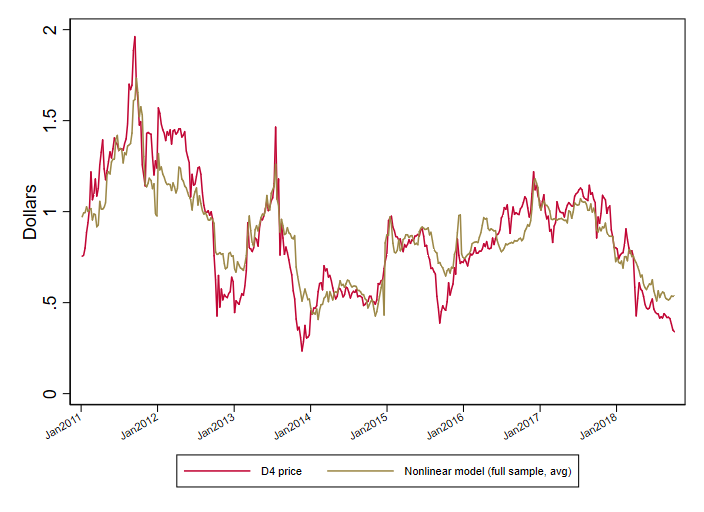 2
1.5
1
.5
0
Dollars
Jan2011
Jan2012
Jan2013
Jan2014
Jan2015
Jan2016
Jan2017
Jan2018
D4 price
Nonlinear model (full sample, avg)